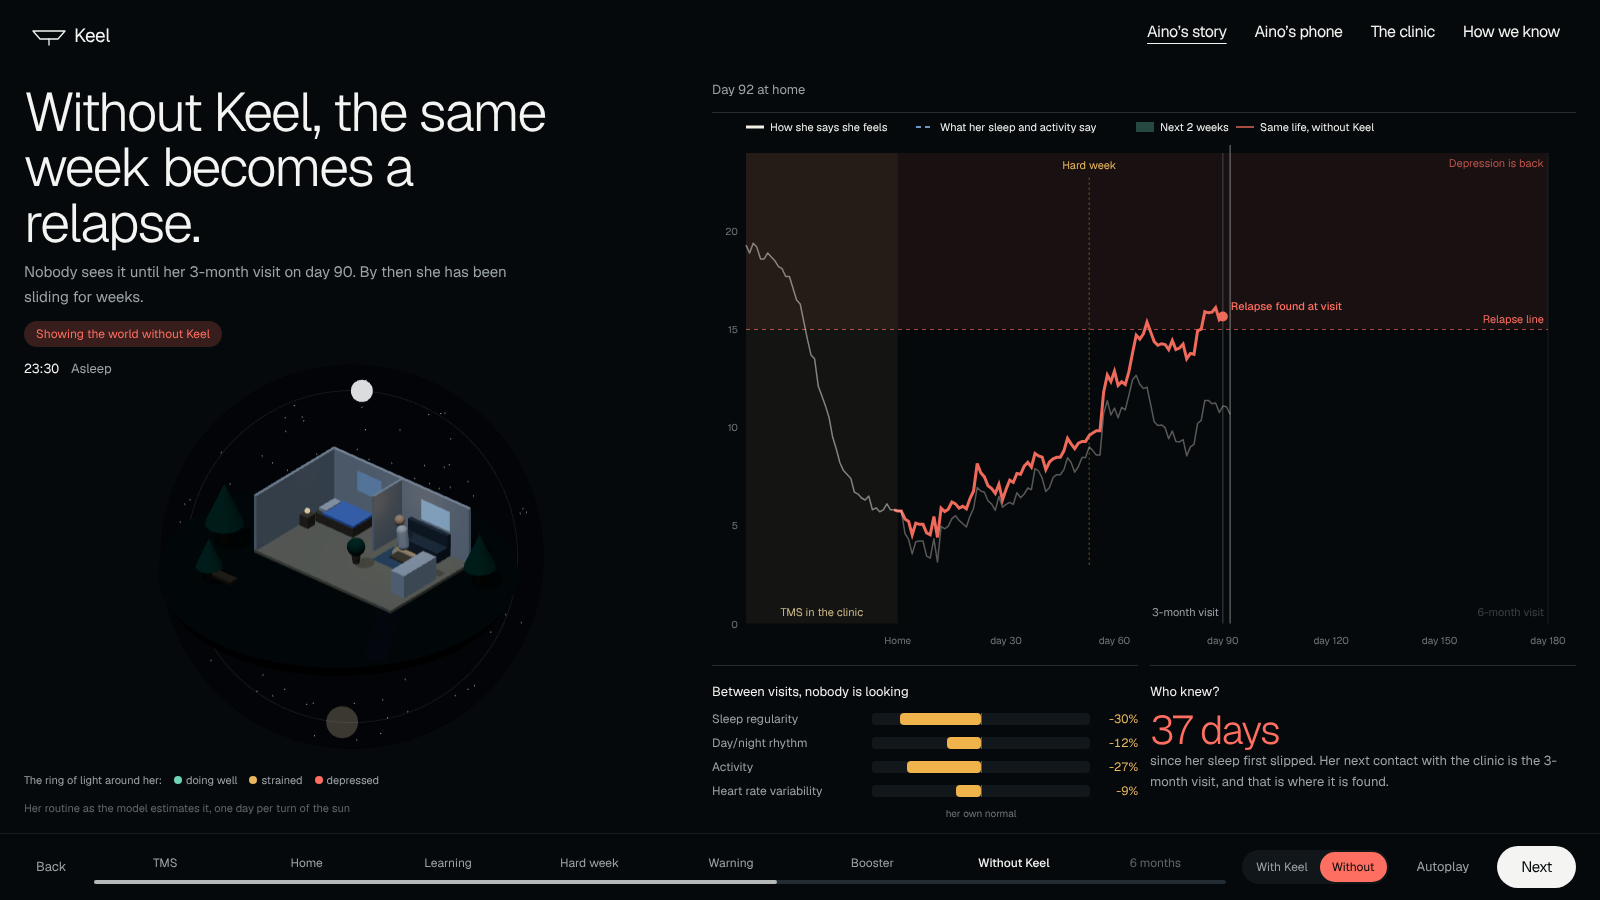 Keel
Aino's story
Aino's phone
The clinic
How we know
Without Keel, the same
week becomes a
relapse.
Nobody sees it until her 3-month visit on day 90. By then she has been
sliding for weeks.
Showing the world without Keel
23:30 Asleep
The ring of light around her: doing well strained depressed
Her routine as the model estimates it, one day per turn of the sun
Day 92 at home
How she says she feels
What her sleep and activity say
Next 2 weeks
Same life, without Keel
Hard week
Depression is back
20
Relapse found at visit
Relapse line
15
10
5
TMS in the clinic
3-month visit
6-month visit
0
Home
day 30
day 60
day 90
day 120
day 150
day 180
Between visits, nobody is looking
Sleep regularity -30%
Day/night rhythm -12%
Activity -27%
Heart rate variability -9%
her own normal
Who knew?
37 days
since her sleep first slipped. Her next contact with the clinic is the 3-
month visit, and that is where it is found.
Back
TMS
Home
Learning
Hard week
Warning
Booster
Without Keel
6 months
With Keel
Without
Autoplay
Next